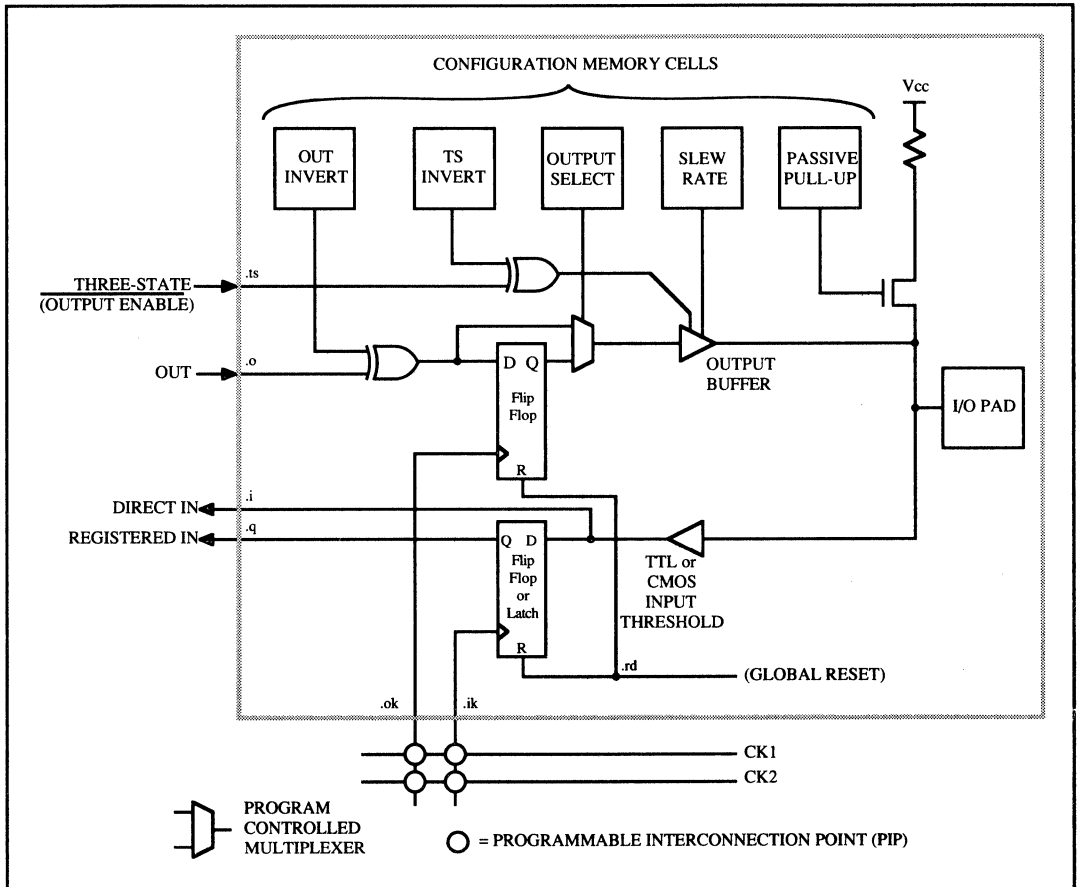 CONFIGURATION MEMORY CELLS
Vcc
OUT
INVERT
TS
INVERT
OUTPUT
SELECT
SLEW
RATE
PASSIVE
PULL-UP
THREE-STATE
(OUTPUT ENABLE)
.ts
OUT
.o
D Q
Flip
Flop
R
OUTPUT
BUFFER
I/O PAD
DIRECT IN
.i
REGISTERED IN
.q
Q D
Flip
Flop
or
Latch
R
TTL or
CMOS
INPUT
THRESHOLD
.rd
(GLOBAL RESET)
.ok
.ik
CK1
CK2
PROGRAM
CONTROLLED
MULTIPLEXER
= PROGRAMMABLE INTERCONNECTION POINT (PIP)